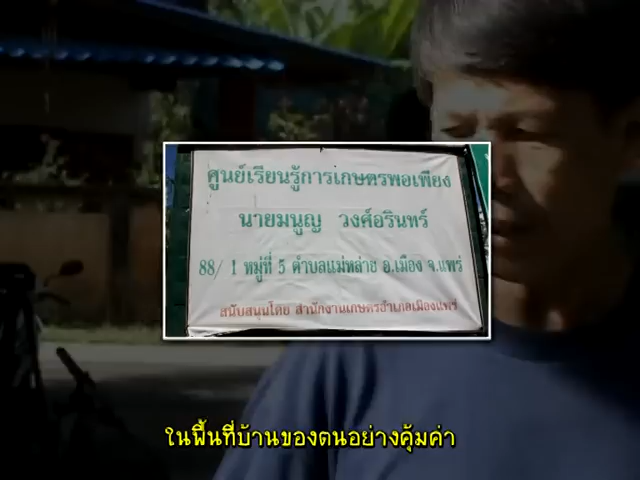 ศูนย์เรียนรู้การเกษตรพอเพียง
นายมนูญ วงศ์อรินทร์
88/ 1 หมู่ที่ 5 ตำบลแม่หล่าย อ.เมือง จ.แพร่
สนับสนุนโดย สำนักงานเกษตรอำเภอเมืองแพร่
ในพื้นที่บ้านของตนอย่างคุ้มค่า